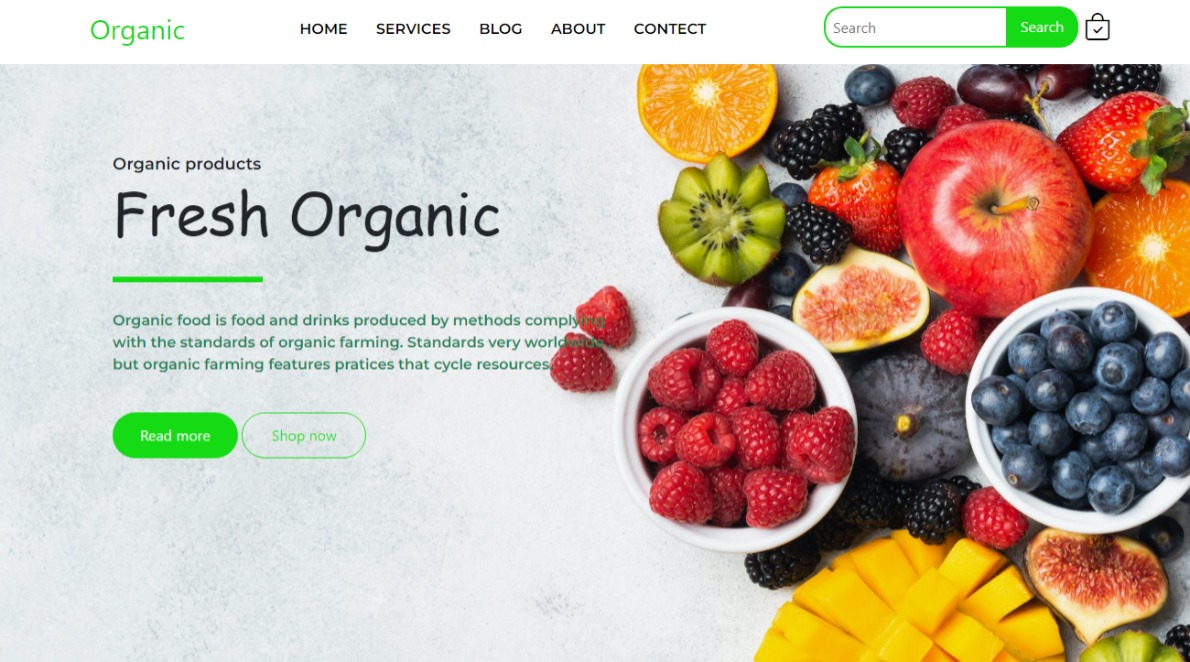 Organic
HOME SERVICES BLOG ABOUT CONTACT
Search
Search
Organic products
Fresh Organic
Organic food is food and drinks produced by methods complying
with the standards of organic farming. Standards very worldwide
but organic farming features pratices that cycle resources.
Read more
Shop now